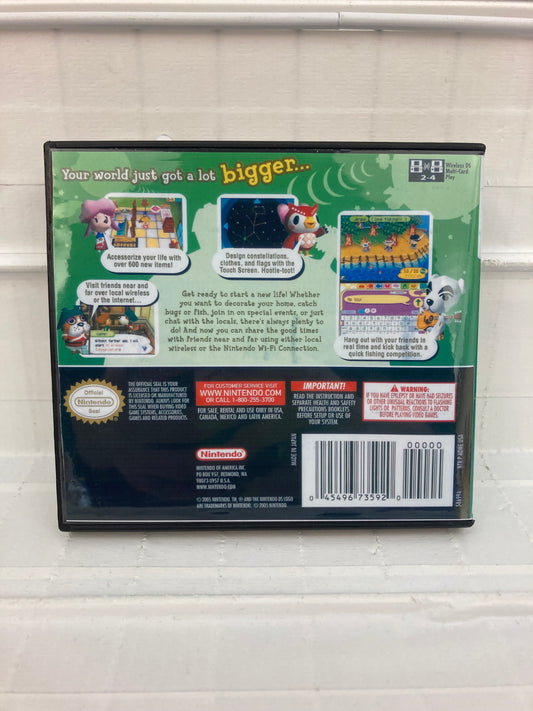 Your world just got a lot bigger...
Wireless DS
Multi-Card
Play
2-4
Accessorize your life with
over 600 new items!
Design constellations,
clothes, and flags with the
Touch Screen. Hootie-toot!
Visit friends near and
far over local wireless
or the internet...
Hang out with your friends in
real time and kick back with a
quick fishing competition.
Get ready to start a new life! Whether
you want to decorate your home, catch
bugs or fish, join in on special events, or just
chat with the locals, there's always plenty to
do! And now you can share the good times
with friends near and far using either local
wireless or the Nintendo Wi-Fi Connection.
Official
Nintendo
Seal
THE OFFICIAL SEAL IS YOUR
ASSURANCE THAT THIS PRODUCT
IS LICENSED OR MANUFACTURED
BY NINTENDO. ALWAYS LOOK FOR
THIS SEAL WHEN BUYING VIDEO
GAME SYSTEMS, ACCESSORIES,
GAMES AND RELATED PRODUCTS.
FOR CUSTOMER SERVICE VISIT
WWW.NINTENDO.COM
OR CALL 1-800-255-3700
FOR SALE, RENTAL AND USE ONLY IN USA,
CANADA, MEXICO AND LATIN AMERICA.
IMPORTANT!
READ THE INSTRUCTION AND
SEPARATE HEALTH AND SAFETY
PRECAUTIONS BOOKLETS
BEFORE SETUP OR USE OF
YOUR SYSTEM.
WARNING:
IF YOU HAVE EPILEPSY OR HAVE HAD SEIZURES
OR OTHER UNUSUAL REACTIONS TO FLASHING
LIGHTS OR PATTERNS, CONSULT A DOCTOR
BEFORE PLAYING VIDEO GAMES.
Nintendo
NINTENDO OF AMERICA INC.
PO BOX 957, REDMOND, WA
98073-0957 U.S.A.
www.nintendo.com
© 2005 NINTENDO. TM, ® AND THE NINTENDO DS LOGO
ARE TRADEMARKS OF NINTENDO. © 2005 NINTENDO.
MADE IN JAPAN
00000
0 45496 73592 0